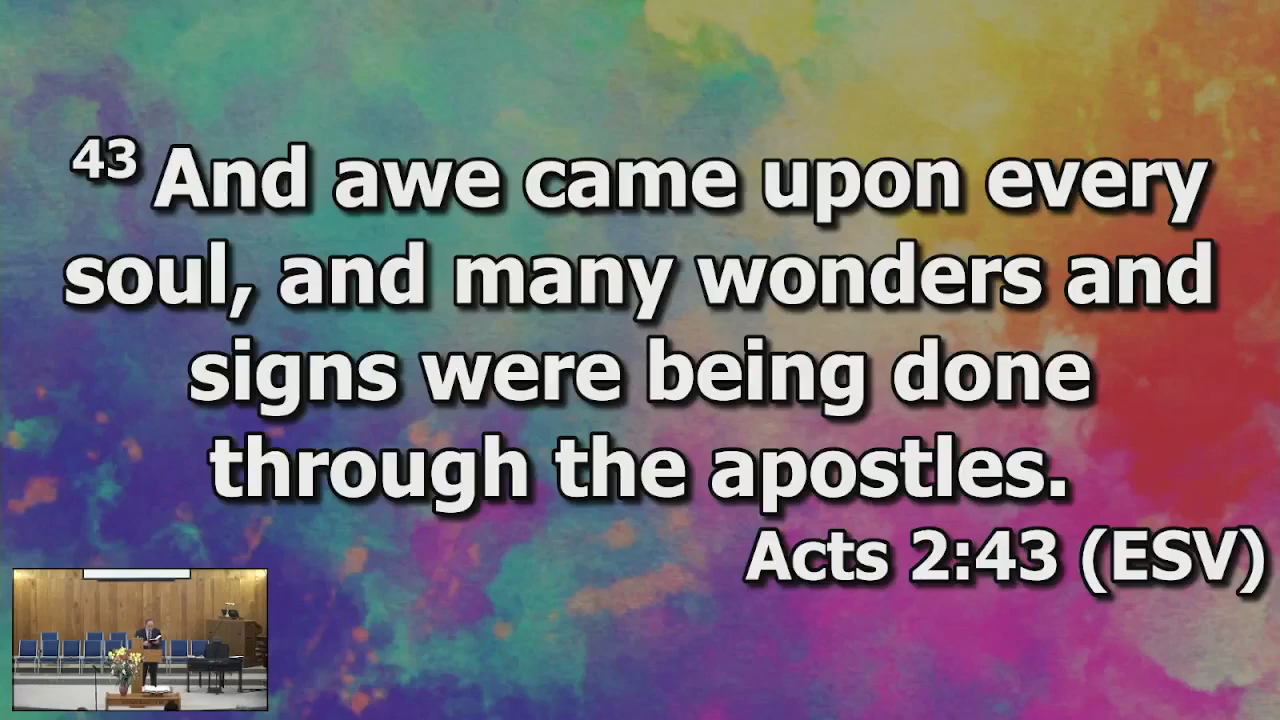 43 And awe came upon every
soul, and many wonders and
signs were being done
through the apostles.
Acts 2:43 (ESV)